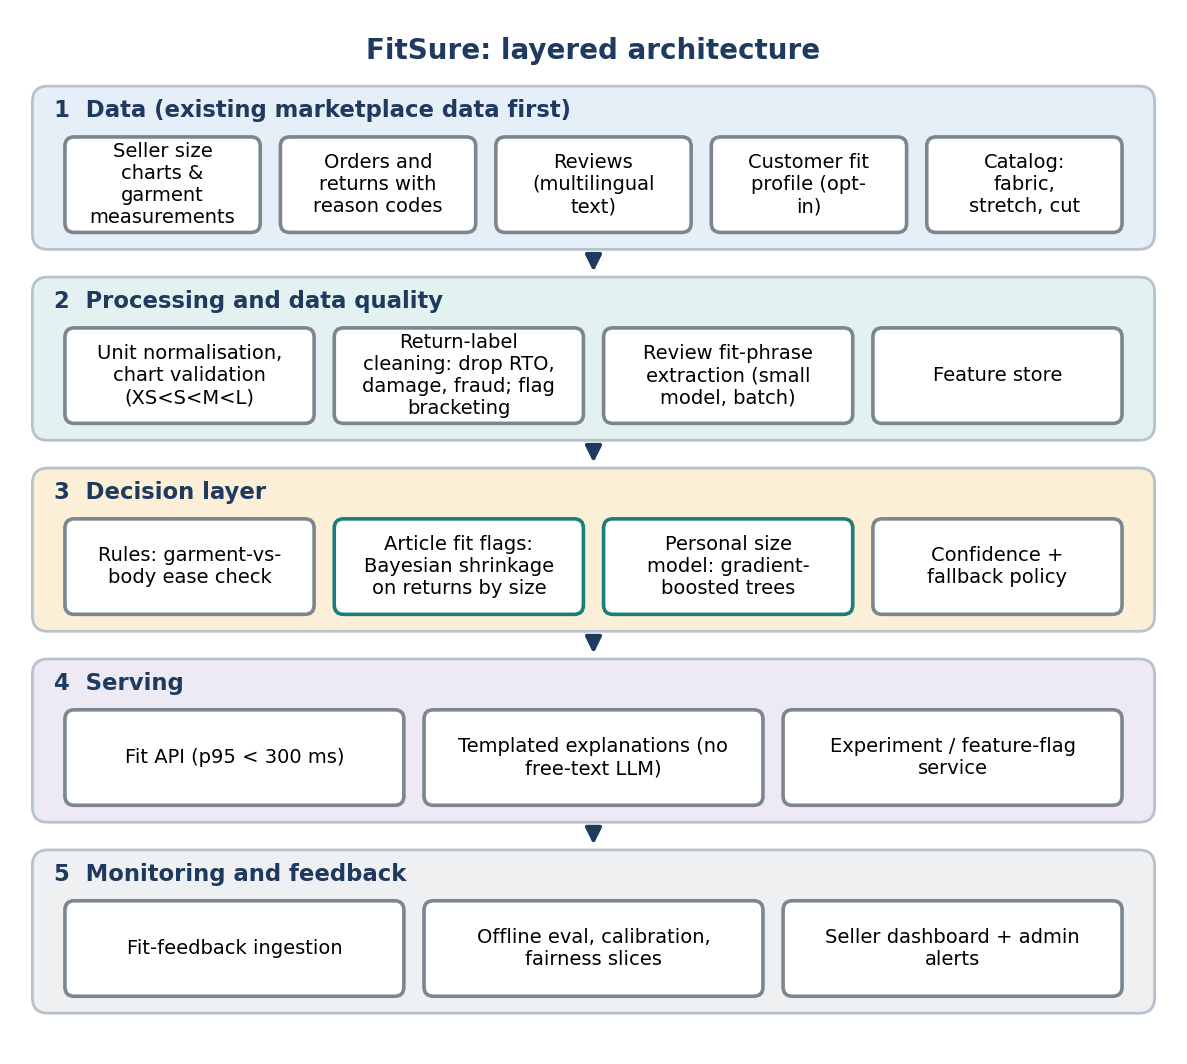 FitSure: layered architecture
1 Data (existing marketplace data first)
Seller size
charts &
garment
measurements
Orders and
returns with
reason codes
Reviews
(multilingual
text)
Customer fit
profile (opt-
in)
Catalog:
fabric,
stretch, cut
2 Processing and data quality
Unit normalisation,
chart validation
(XS<S<M<L)
Return-label
cleaning: drop RTO,
damage, fraud; flag
bracketing
Review fit-phrase
extraction (small
model, batch)
Feature store
3 Decision layer
Rules: garment-vs-
body ease check
Article fit flags:
Bayesian shrinkage
on returns by size
Personal size
model: gradient-
boosted trees
Confidence +
fallback policy
4 Serving
Fit API (p95 < 300 ms)
Templated explanations (no
free-text LLM)
Experiment / feature-flag
service
5 Monitoring and feedback
Fit-feedback ingestion
Offline eval, calibration,
fairness slices
Seller dashboard + admin
alerts